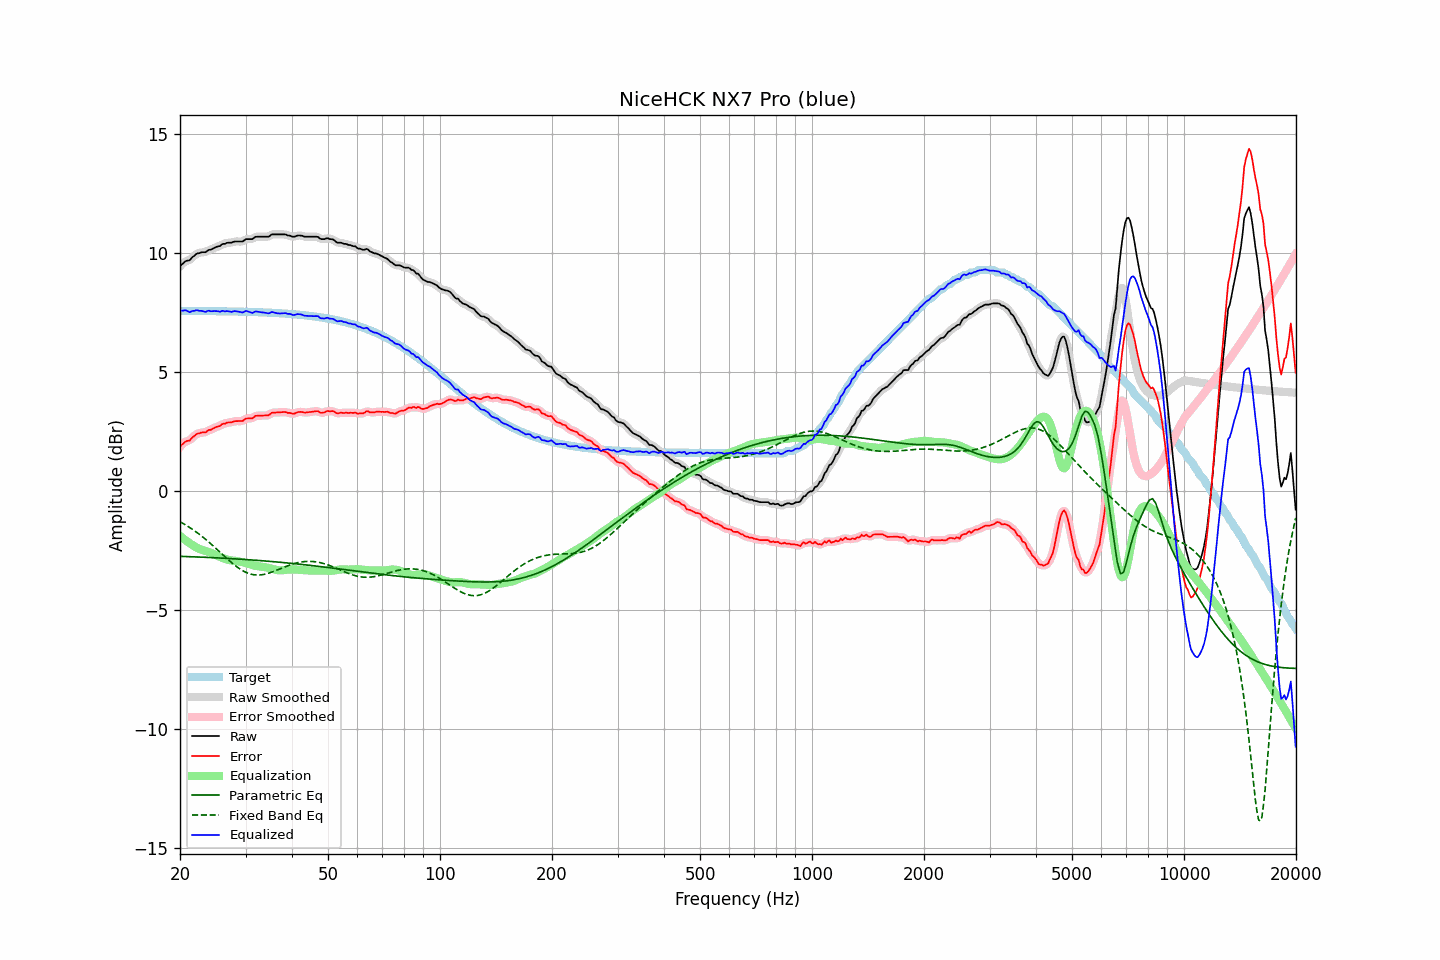 NiceHCK NX7 Pro (blue)
15
10
5
0
−5
−10
−15
Amplitude (dBr)
Target
Raw Smoothed
Error Smoothed
Raw
Error
Equalization
Parametric Eq
Fixed Band Eq
Equalized
20 50 100 200 500 1000 2000 5000 10000 20000
Frequency (Hz)